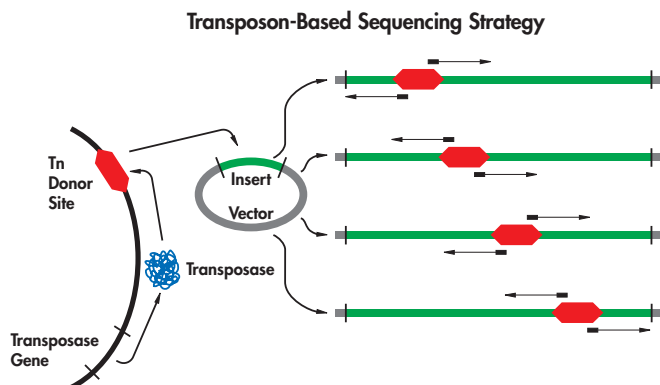 Transposon-Based Sequencing Strategy
Tn
Donor
Site
Insert
Vector
Transposase
Transposase
Gene